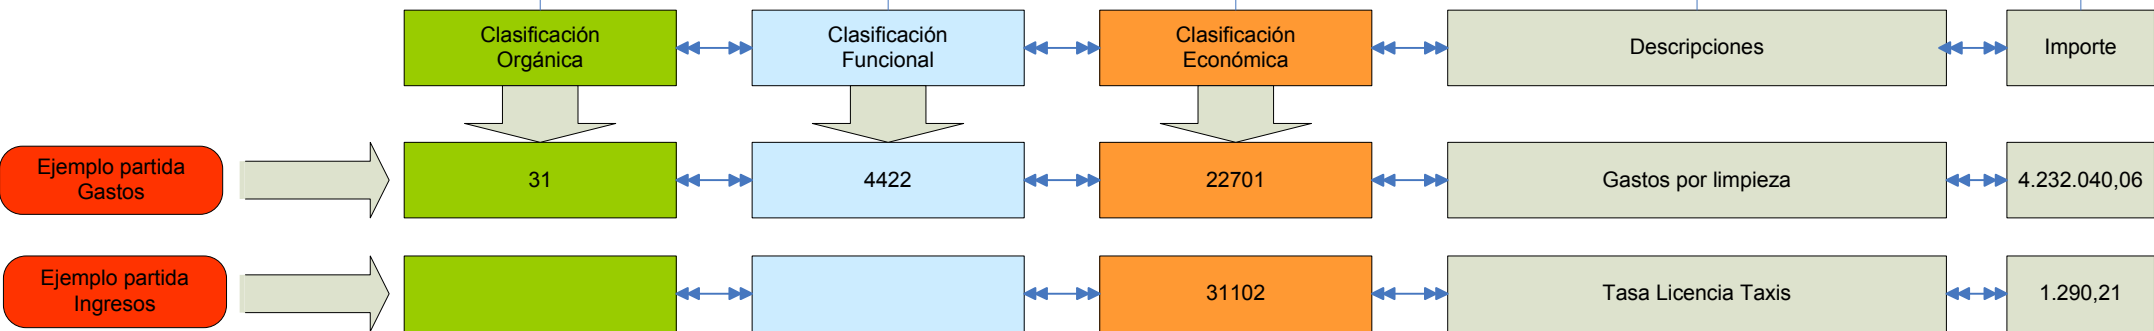 Clasificación
Orgánica
Clasificación
Funcional
Clasificación
Económica
Descripciones
Importe
Ejemplo partida
Gastos
31
4422
22701
Gastos por limpieza
4.232.040,06
Ejemplo partida
Ingresos
31102
Tasa Licencia Taxis
1.290,21